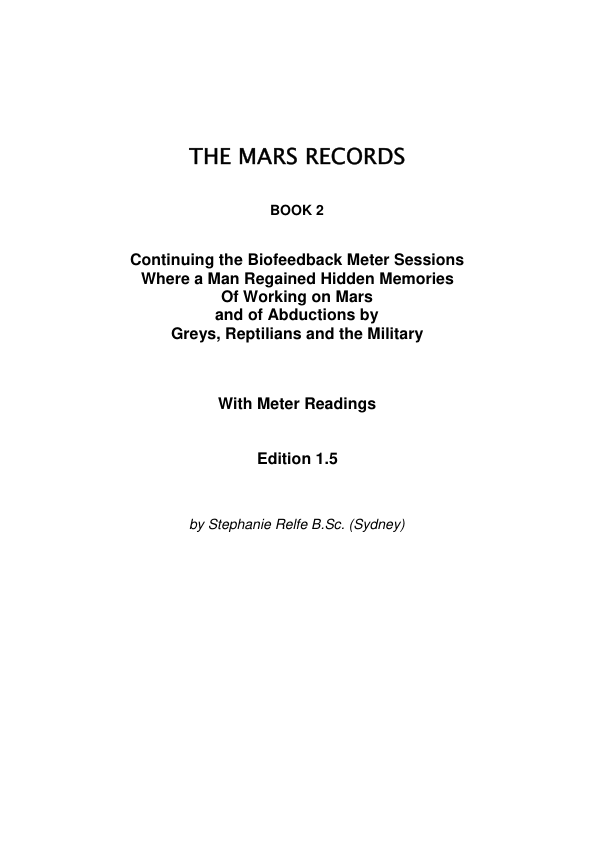 THE MARS RECORDS
BOOK 2
Continuing the Biofeedback Meter Sessions
Where a Man Regained Hidden Memories
Of Working on Mars
and of Abductions by
Greys, Reptilians and the Military
With Meter Readings
Edition 1.5
by Stephanie Relfe B.Sc. (Sydney)